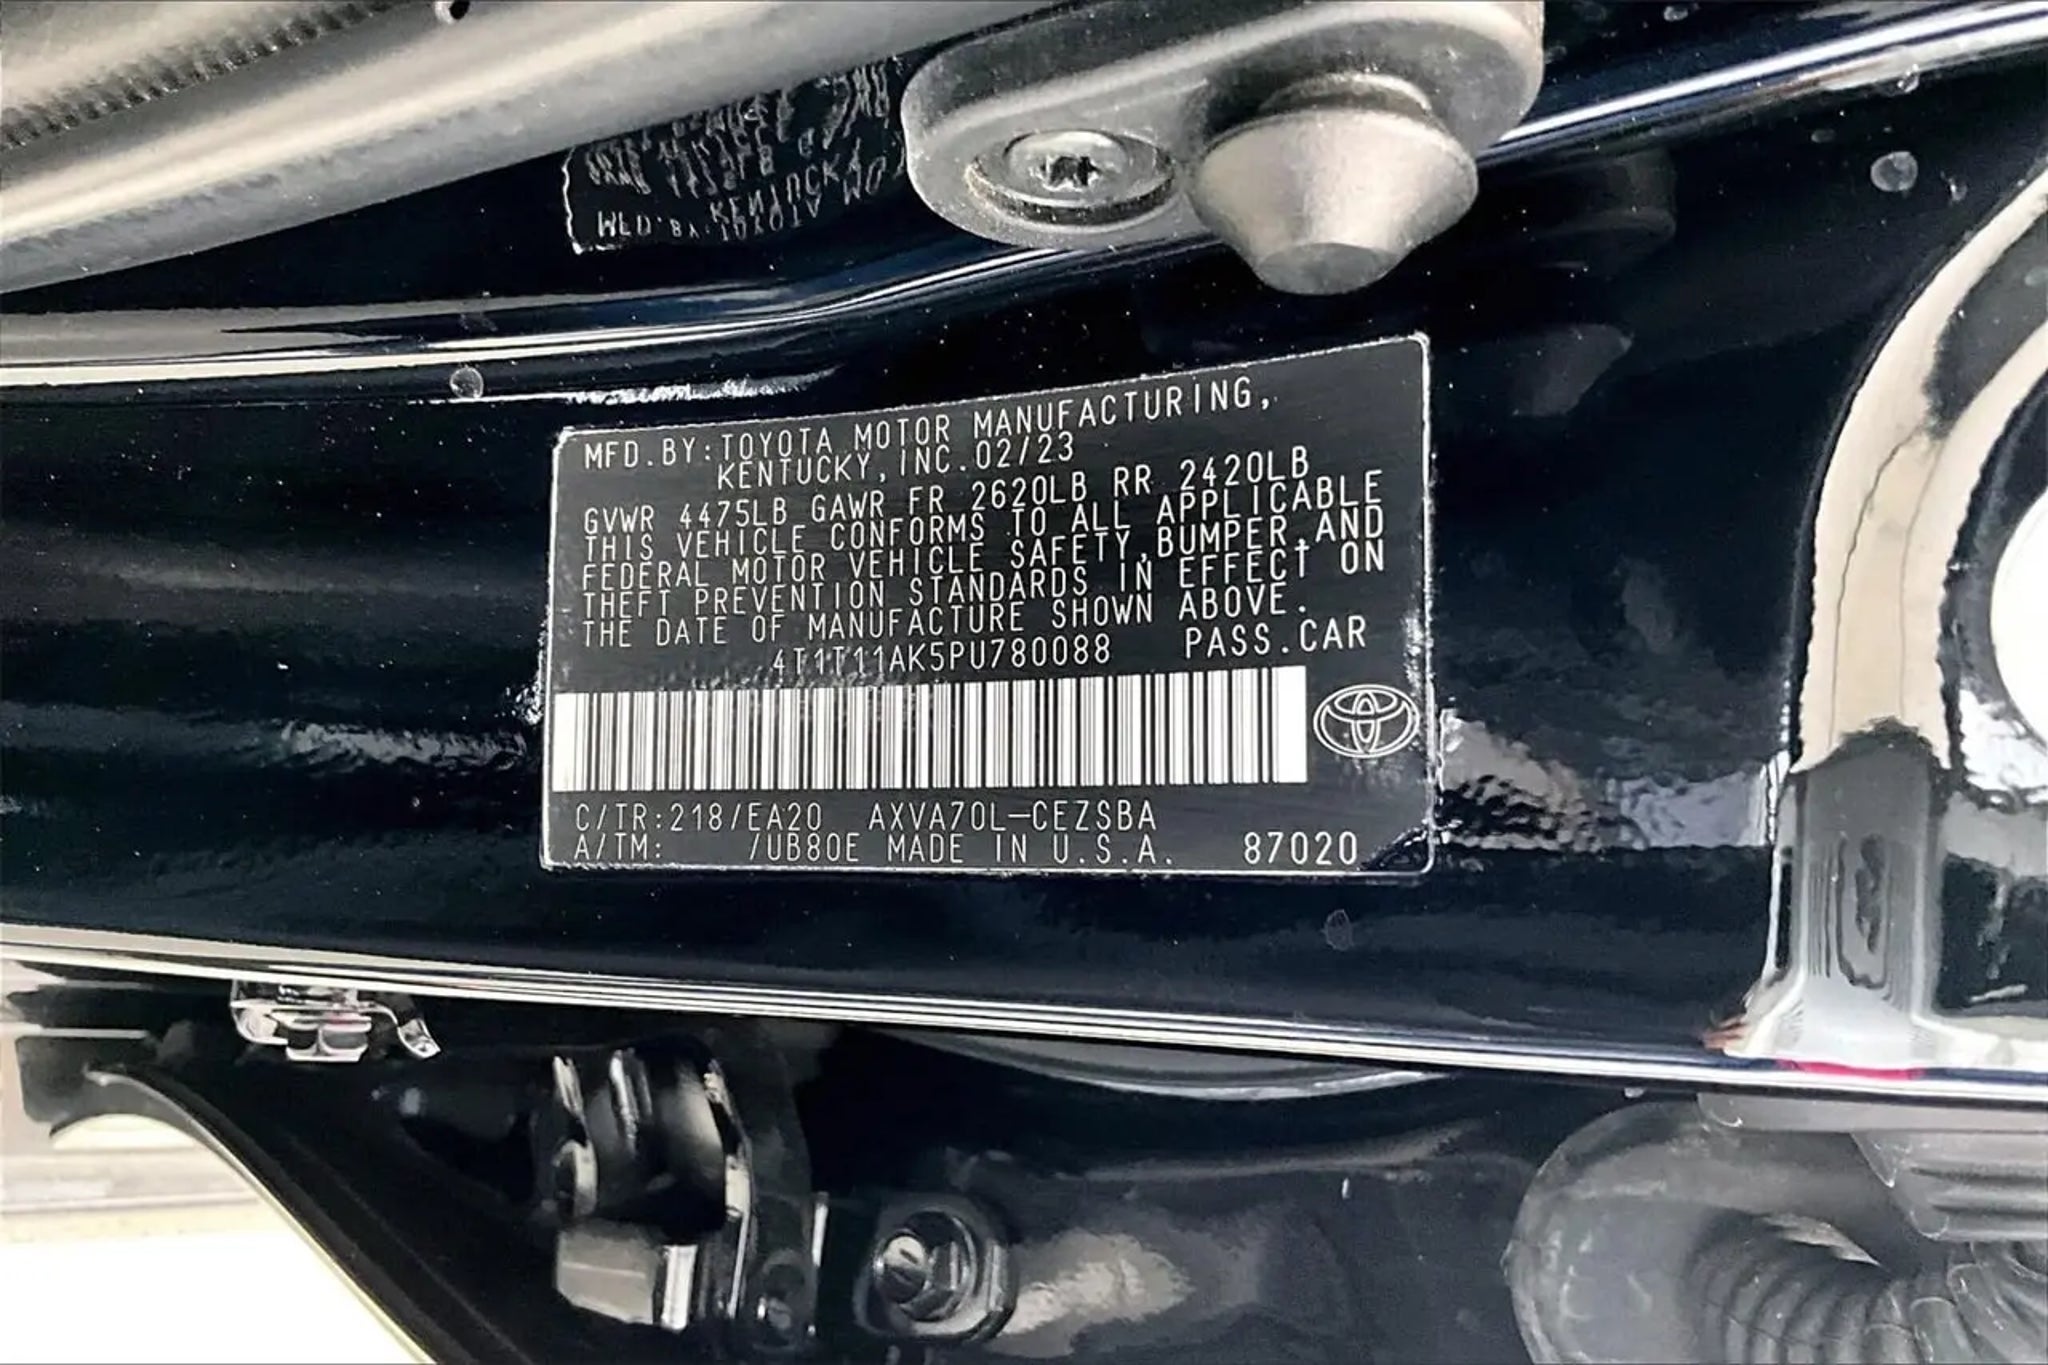 MFD.BY:TOYOTA MOTOR MANUFACTURING,
KENTUCKY,INC.02/23
GVWR 4475LB GAWR FR 2620LB RR 2420LB
THIS VEHICLE CONFORMS TO ALL APPLICABLE
FEDERAL MOTOR VEHICLE SAFETY,BUMPER,AND
THEFT PREVENTION STANDARDS IN EFFECT ON
THE DATE OF MANUFACTURE SHOWN ABOVE.
4T1T11AK5PU780088 PASS.CAR
C/TR:218/EA20 AXVA70L-CEZSBA
A/TM: /UB80E MADE IN U.S.A. 87020